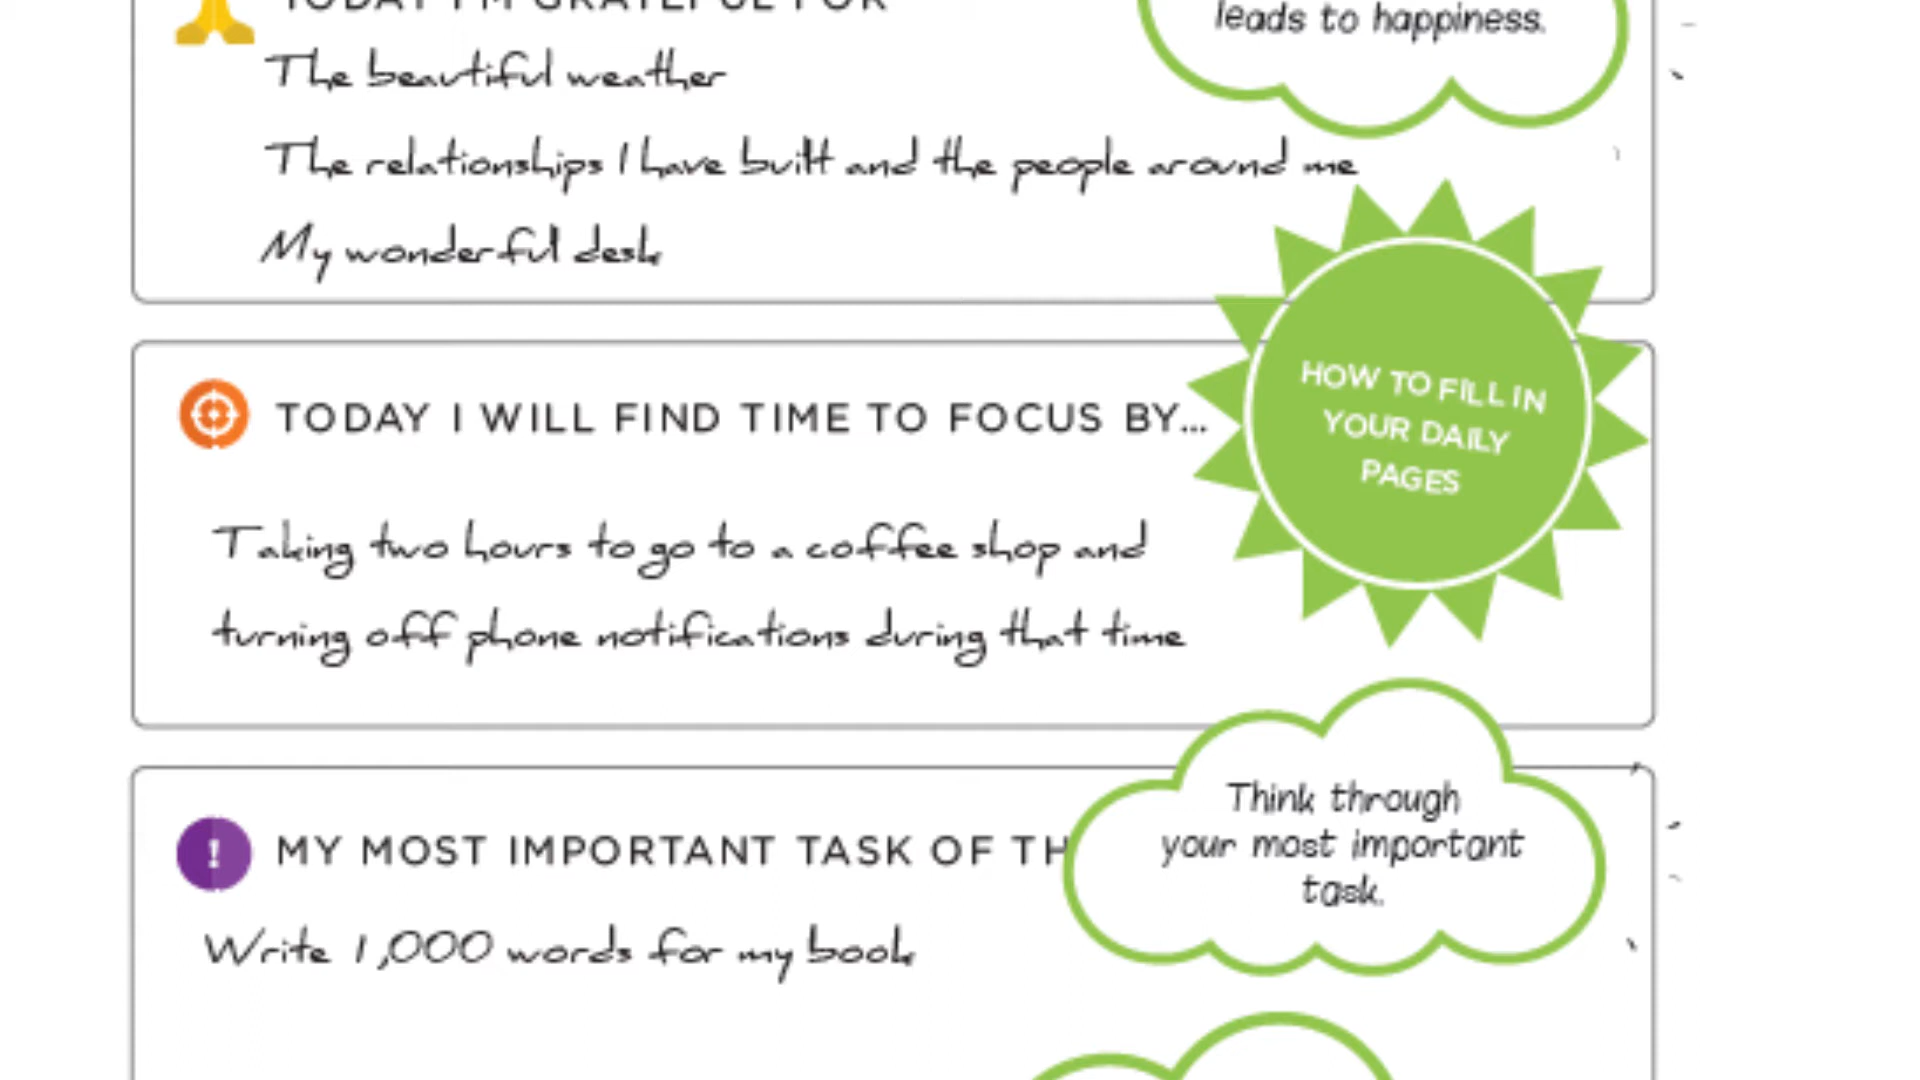 TODAY I'M GRATEFUL FOR
leads to happiness.
The beautiful weather
The relationships I have built and the people around me
My wonderful desk
HOW TO FILL IN
YOUR DAILY
PAGES
TODAY I WILL FIND TIME TO FOCUS BY...
Taking two hours to go to a coffee shop and
turning off phone notifications during that time
Think through
your most important
task.
MY MOST IMPORTANT TASK OF TH
Write 1,000 words for my book